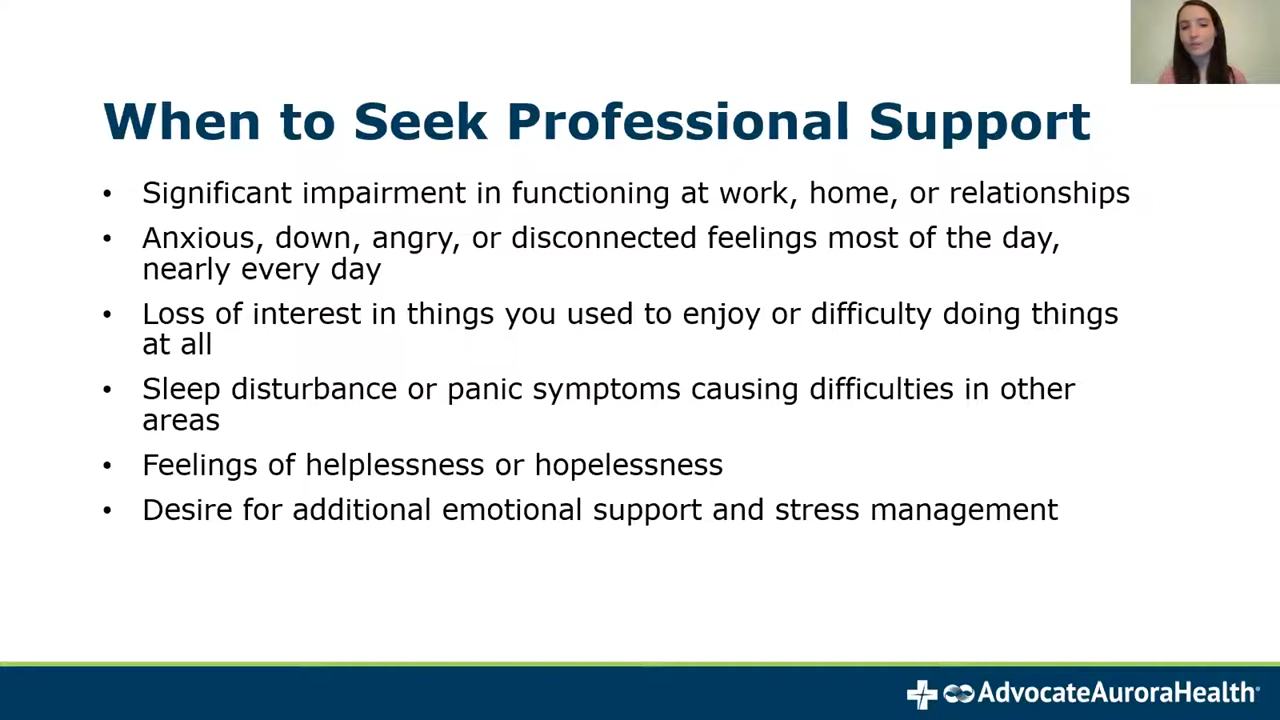 When to Seek Professional Support
• Significant impairment in functioning at work, home, or relationships
• Anxious, down, angry, or disconnected feelings most of the day,
nearly every day
• Loss of interest in things you used to enjoy or difficulty doing things
at all
• Sleep disturbance or panic symptoms causing difficulties in other
areas
• Feelings of helplessness or hopelessness
• Desire for additional emotional support and stress management
AdvocateAuroraHealth